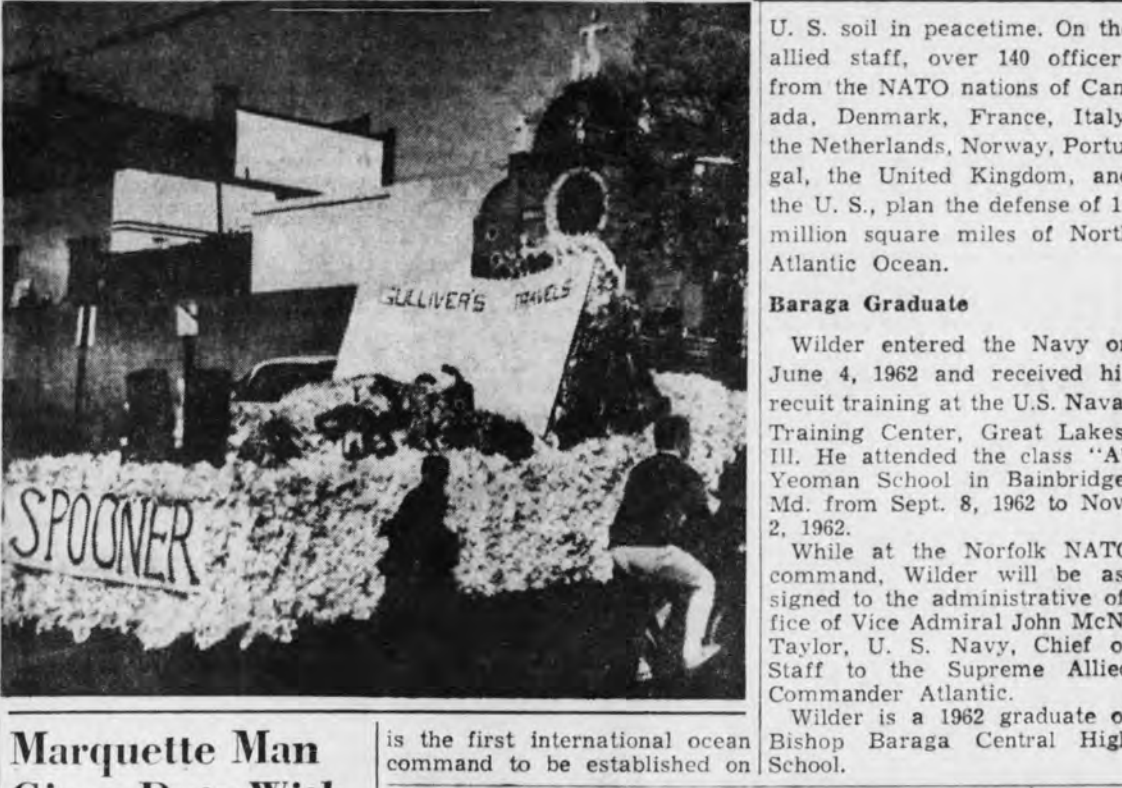 GULLIVER'S TRAVELS
SPOONER
Marquette Man
is the first international ocean
command to be established on
U. S. soil in peacetime. On the
allied staff, over 140 officer
from the NATO nations of Can
ada, Denmark, France, Italy
the Netherlands, Norway, Portu
gal, the United Kingdom, and
the U. S., plan the defense of 1
million square miles of North
Atlantic Ocean.
Baraga Graduate
Wilder entered the Navy on
June 4, 1962 and received hi
recuit training at the U.S. Nava
Training Center, Great Lakes
Ill. He attended the class "A"
Yeoman School in Bainbridge
Md. from Sept. 8, 1962 to Nov
2, 1962.
While at the Norfolk NATO
command, Wilder will be as
signed to the administrative of
fice of Vice Admiral John McN
Taylor, U. S. Navy, Chief o
Staff to the Supreme Allied
Commander Atlantic.
Wilder is a 1962 graduate o
Bishop Baraga Central High
School.